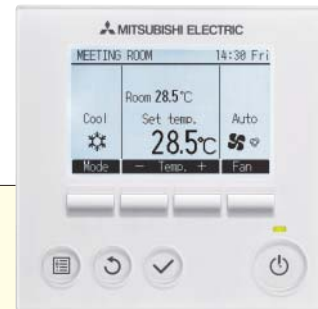 MITSUBISHI ELECTRIC
MEETING ROOM 14:30 Fri
Room 28.5°C
Cool Set temp. Auto
28.5°C
Mode − Temp. + Fan